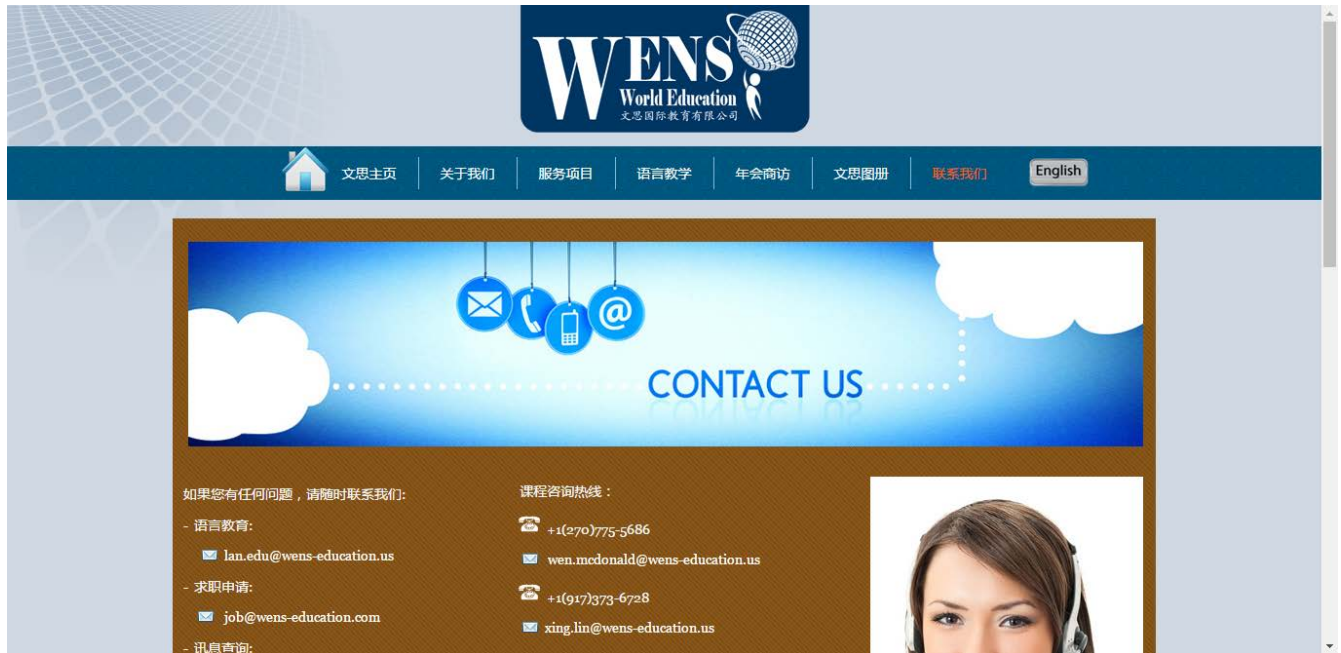 WENS
World Education
文思国际教育有限公司
文思主页 关于我们 服务项目 语言教学 年会商访 文思图册 联系我们 English
@
CONTACT US
如果您有任何问题，请随时联系我们:
- 语言教育:
lan.edu@wens-education.us
- 求职申请:
job@wens-education.com
- 讯息查询:
课程咨询热线：
+1(270)775-5686
wen.mcdonald@wens-education.us
+1(917)373-6728
xing.lin@wens-education.us